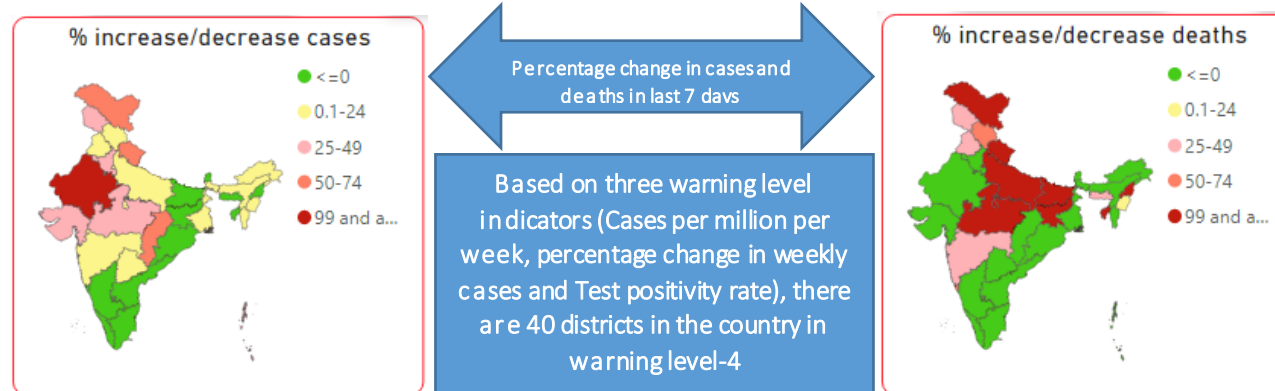 % increase/decrease cases
<=0
0.1-24
25-49
50-74
99 and a...
Percentage change in cases and
deaths in last 7 days
Based on three warning level
indicators (Cases per million per
week, percentage change in weekly
cases and Test positivity rate), there
are 40 districts in the country in
warning level-4
% increase/decrease deaths
<=0
0.1-24
25-49
50-74
99 and a...